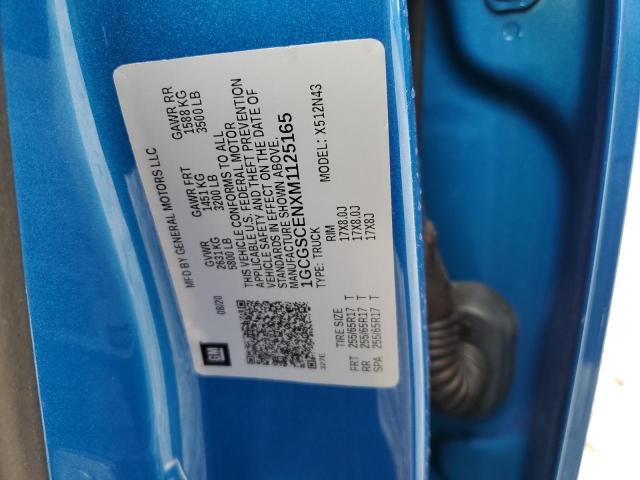 MFD BY GENERAL MOTORS LLC
08/20
GVWR GAWR FRT GAWR RR
2631 KG 1451 KG 1588 KG
5800 LB 3200 LB 3500 LB
THIS VEHICLE CONFORMS TO ALL
APPLICABLE U.S. FEDERAL MOTOR
VEHICLE SAFETY AND THEFT PREVENTION
STANDARDS IN EFFECT ON THE DATE OF
MANUFACTURE SHOWN ABOVE.
1GCGSCENXM1125165
TYPE: TRUCK MODEL: X512N43
GM
TIRE SIZE RIM
FRT 255/65R17 T 17X8.0J
RR 255/65R17 T 17X8.0J
SPA 255/65R17 T 17X8J